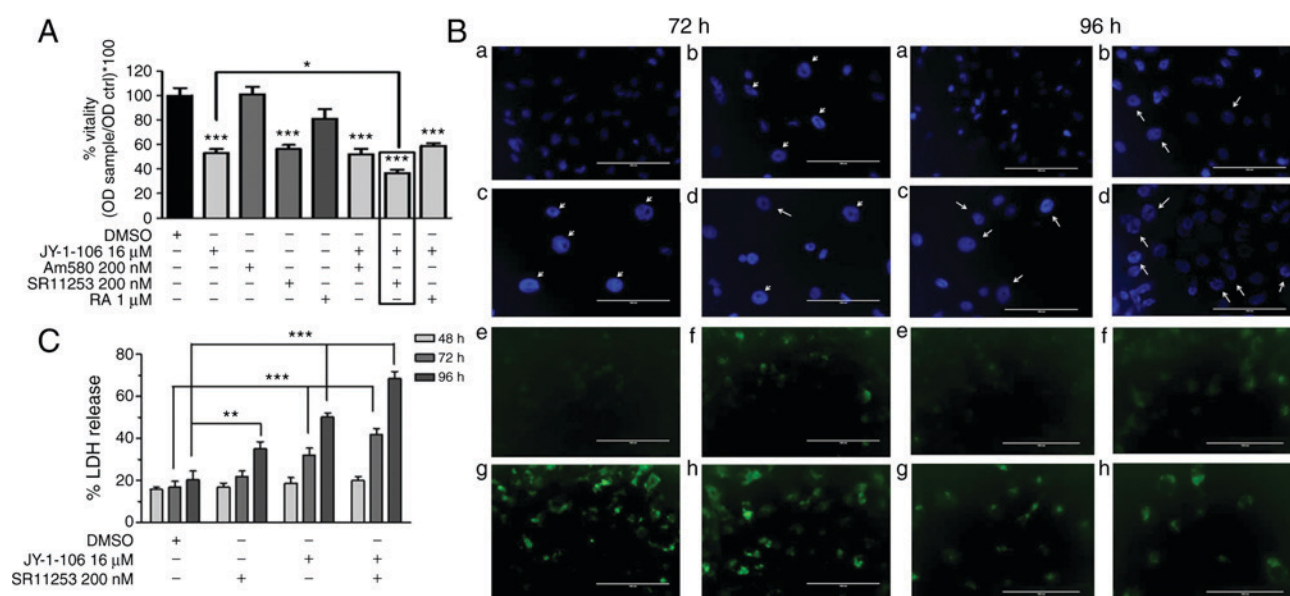 A
% vitality
(OD sample/OD ctrl)*100
120
100
80
60
40
20
0
*
*** *** *** *** ***
DMSO + − − − − − − −
JY-1-106 16 μM − + − − − + + +
Am580 200 nM − − + − − + − −
SR11253 200 nM − − − + − − + −
RA 1 μM − − − − + − − +
B
72 h 96 h
a b a b
c d c d
e f e f
g h g h
C
% LDH release
80
60
40
20
0
48 h
72 h
96 h
***
***
**
DMSO + − − −
JY-1-106 16 μM − − + +
SR11253 200 nM − + − +